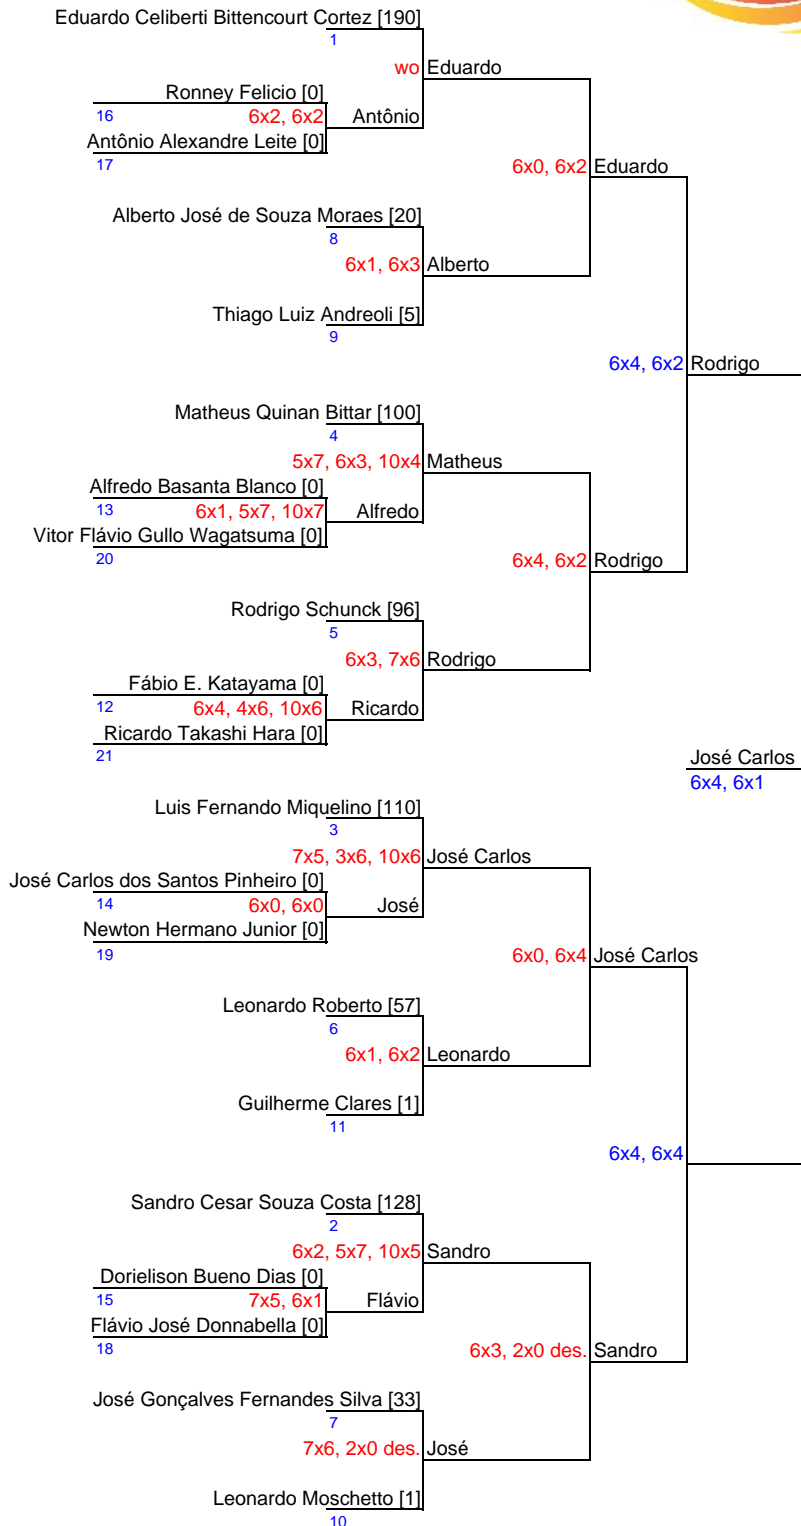 Eduardo Celiberti Bittencourt Cortez [190]
1
wo Eduardo
Ronney Felicio [0]
16 6x2, 6x2 Antônio
Antônio Alexandre Leite [0]
17
6x0, 6x2 Eduardo
Alberto José de Souza Moraes [20]
8
6x1, 6x3 Alberto
Thiago Luiz Andreoli [5]
9
6x4, 6x2 Rodrigo
Matheus Quinan Bittar [100]
4
5x7, 6x3, 10x4 Matheus
Alfredo Basanta Blanco [0]
13 6x1, 5x7, 10x7 Alfredo
Vitor Flávio Gullo Wagatsuma [0]
20
6x4, 6x2 Rodrigo
Rodrigo Schunck [96]
5
6x3, 7x6 Rodrigo
Fábio E. Katayama [0]
12 6x4, 4x6, 10x6 Ricardo
Ricardo Takashi Hara [0]
21
José Carlos
6x4, 6x1
Luis Fernando Miquelino [110]
3
7x5, 3x6, 10x6 José Carlos
José Carlos dos Santos Pinheiro [0]
14 6x0, 6x0 José
Newton Hermano Junior [0]
19
6x0, 6x4 José Carlos
Leonardo Roberto [57]
6
6x1, 6x2 Leonardo
Guilherme Clares [1]
11
6x4, 6x4
Sandro Cesar Souza Costa [128]
2
6x2, 5x7, 10x5 Sandro
Dorielison Bueno Dias [0]
15 7x5, 6x1 Flávio
Flávio José Donnabella [0]
18
6x3, 2x0 des. Sandro
José Gonçalves Fernandes Silva [33]
7
7x6, 2x0 des. José
Leonardo Moschetto [1]
10